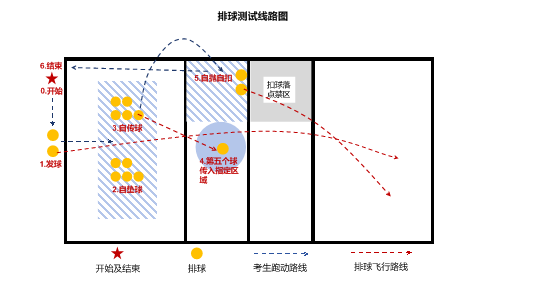 排球测试线路图
6.结束
5.自抛自扣
扣球落
点禁区
0.开始
3.自传球
1.发球
4.第五个球
传入指定区
域
2.自垫球
开始及结束
排球
考生跑动路线
排球飞行路线